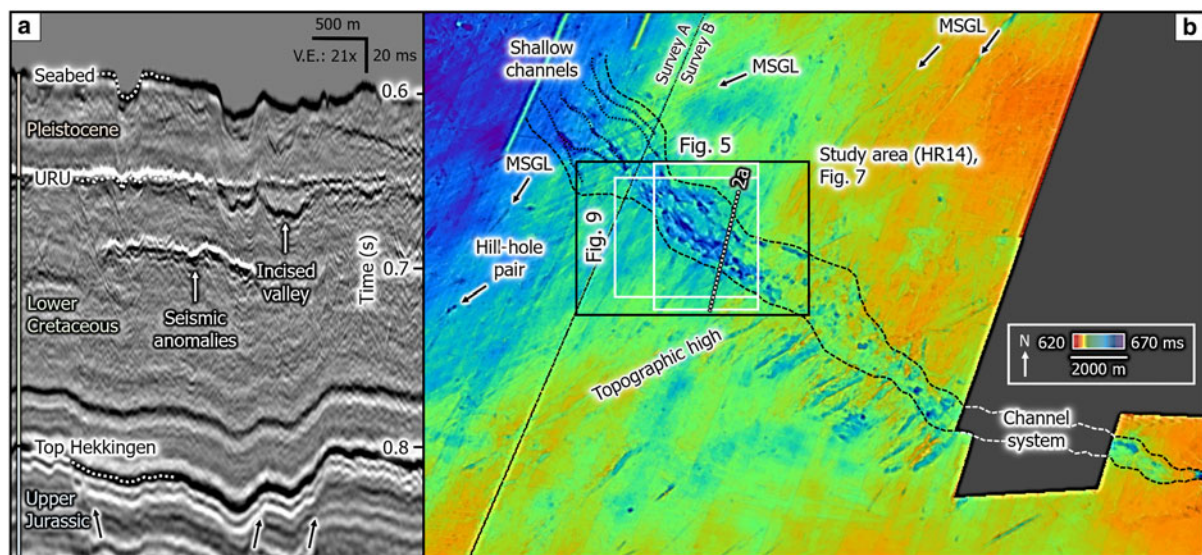 a
500 m
V.E.: 21x
20 ms
Seabed
0.6
Pleistocene
URU
Time (s)
0.7
Incised
valley
Lower
Cretaceous
Seismic
anomalies
Top Hekkingen
0.8
Upper
Jurassic
b
Shallow
channels
Survey A
Survey B
MSGL
MSGL
MSGL
Fig. 5
2a
Study area (HR14),
Fig. 7
Fig. 9
Hill-hole
pair
Topographic high
N
620
670 ms
2000 m
Channel
system